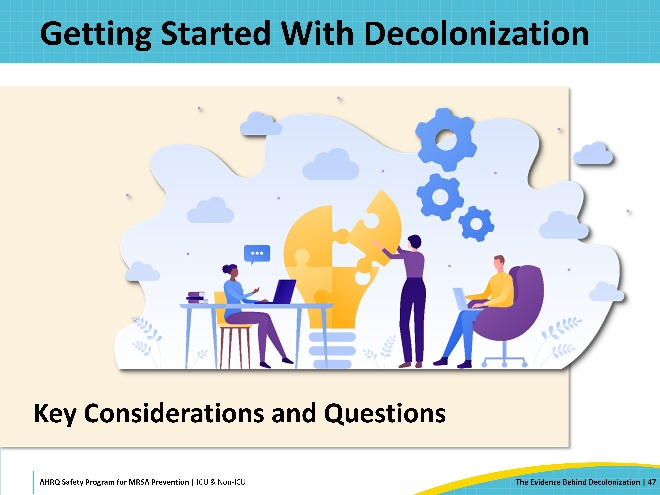 Getting Started With Decolonization
Key Considerations and Questions
AHRQ Safety Program for MRSA Prevention | ICU & Non-ICU
The Evidence Behind Decolonization | 47